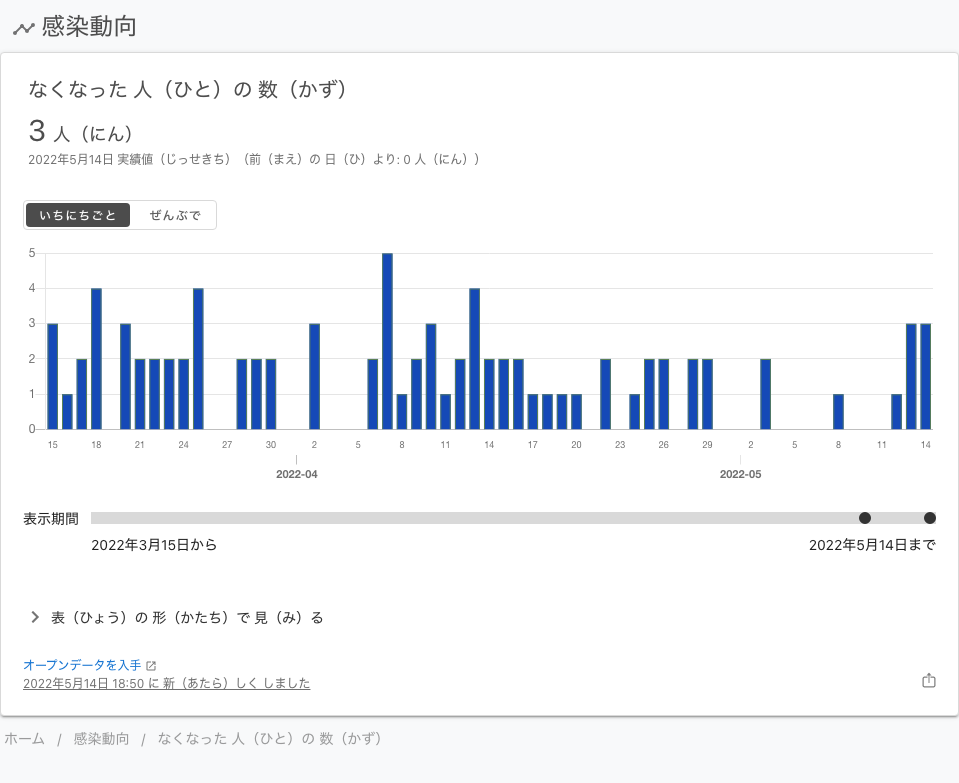 感染動向
なくなった 人（ひと）の 数（かず）
3 人（にん）
2022年5月14日 実績値（じっせきち）（前（まえ）の 日（ひ）より: 0 人（にん））
いちにちごと ぜんぶで
5
4
3
2
1
0
15 18 21 24 27 30 2 5 8 11 14 17 20 23 26 29 2 5 8 11 14
2022-04 2022-05
表示期間
2022年3月15日から 2022年5月14日まで
表（ひょう）の 形（かたち）で 見（み）る
オープンデータを入手
2022年5月14日 18:50 に 新（あたら）しく しました
ホーム / 感染動向 / なくなった 人（ひと）の 数（かず）